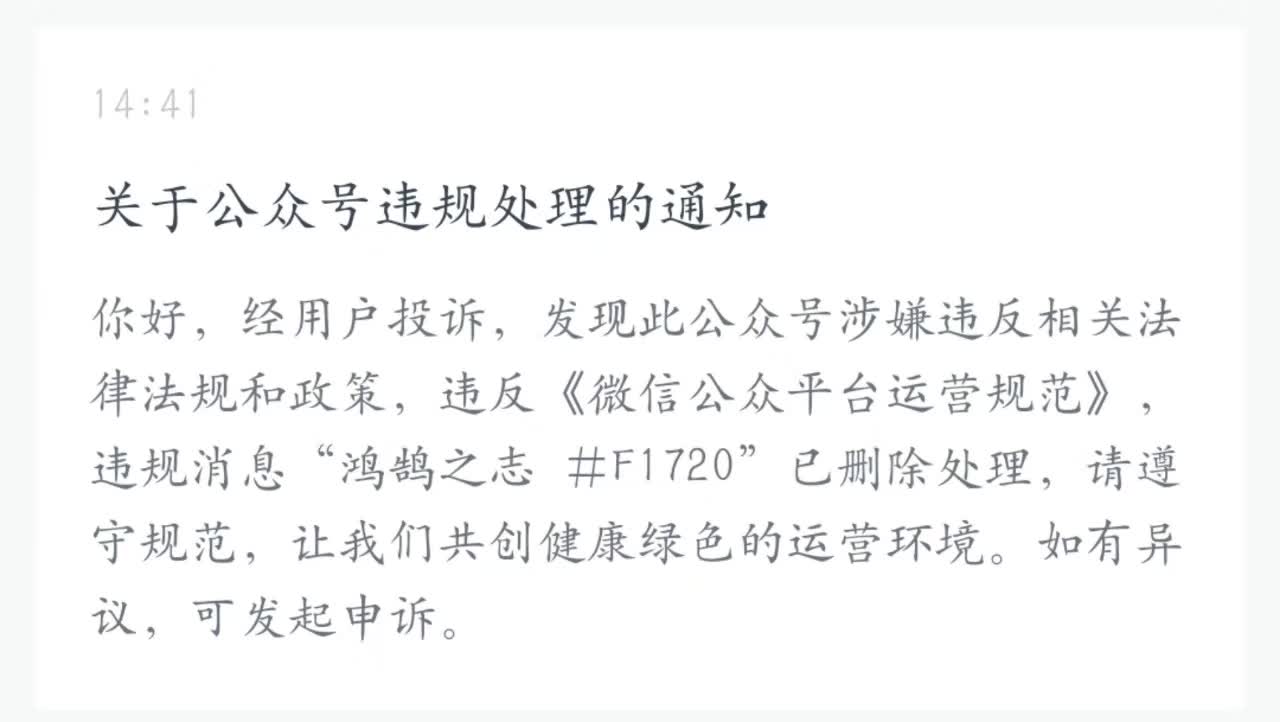 14:41
关于公众号违规处理的通知
你好，经用户投诉，发现此公众号涉嫌违反相关法
律法规和政策，违反《微信公众平台运营规范》，
违规消息“鸿鹄之志 #F1720”已删除处理，请遵
守规范，让我们共创健康绿色的运营环境。如有异
议，可发起申诉。